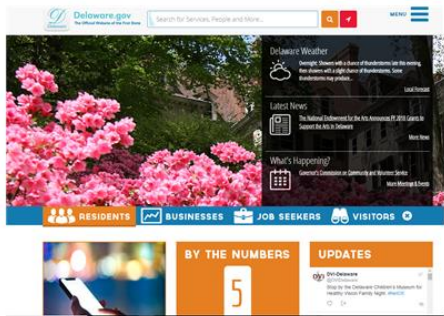 Delaware.gov
The Official Website of the First State
Search for Services, People and More...
MENU
Delaware Weather
Overnight: Showers with a chance of thunderstorms late this evening,
then showers with a slight chance of thunderstorms. Some
thunderstorms may produce...
Local Forecast
Latest News
The National Endowment for the Arts Announces FY 2018 Grants to
Support the Arts in Delaware
More News
What's Happening?
Governor's Commission on Community and Volunteer Service
More Meetings & Events
RESIDENTS
BUSINESSES
JOB SEEKERS
VISITORS
BY THE NUMBERS
5
UPDATES
DVI-Delaware
@DVIDelaware
Stop by the Delaware Children's Museum for
Healthy Vision Family Night.